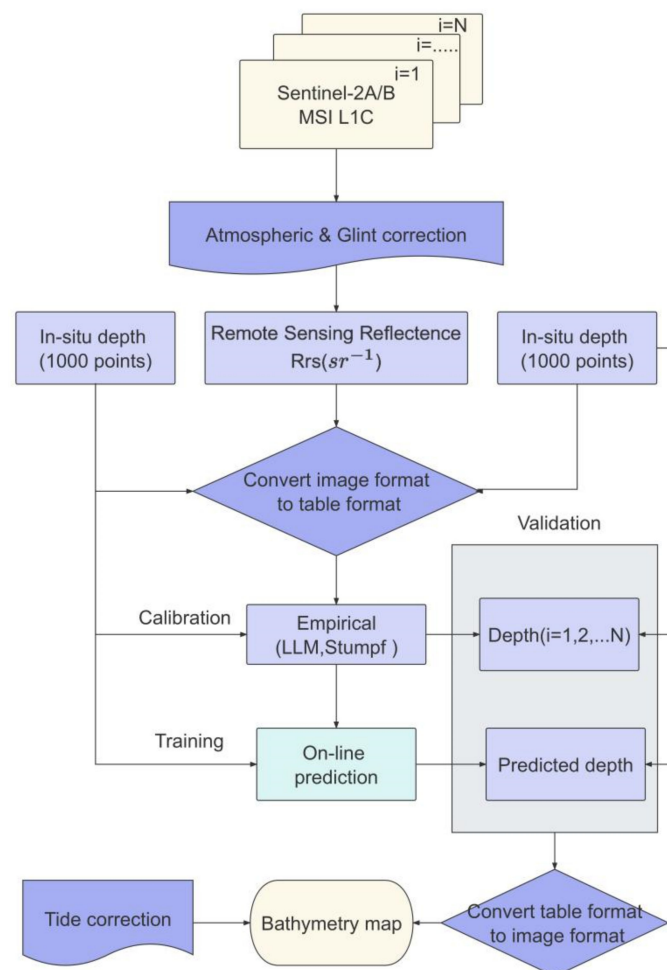 i=N
i=.....
i=1
Sentinel-2A/B
MSI L1C
Atmospheric & Glint correction
In-situ depth
(1000 points)
Remote Sensing Reflectence
Rrs(sr⁻¹)
In-situ depth
(1000 points)
Convert image format
to table format
Validation
Calibration
Empirical
(LLM,Stumpf )
Depth(i=1,2,...N)
Training
On-line
prediction
Predicted depth
Tide correction
Bathymetry map
Convert table format
to image format